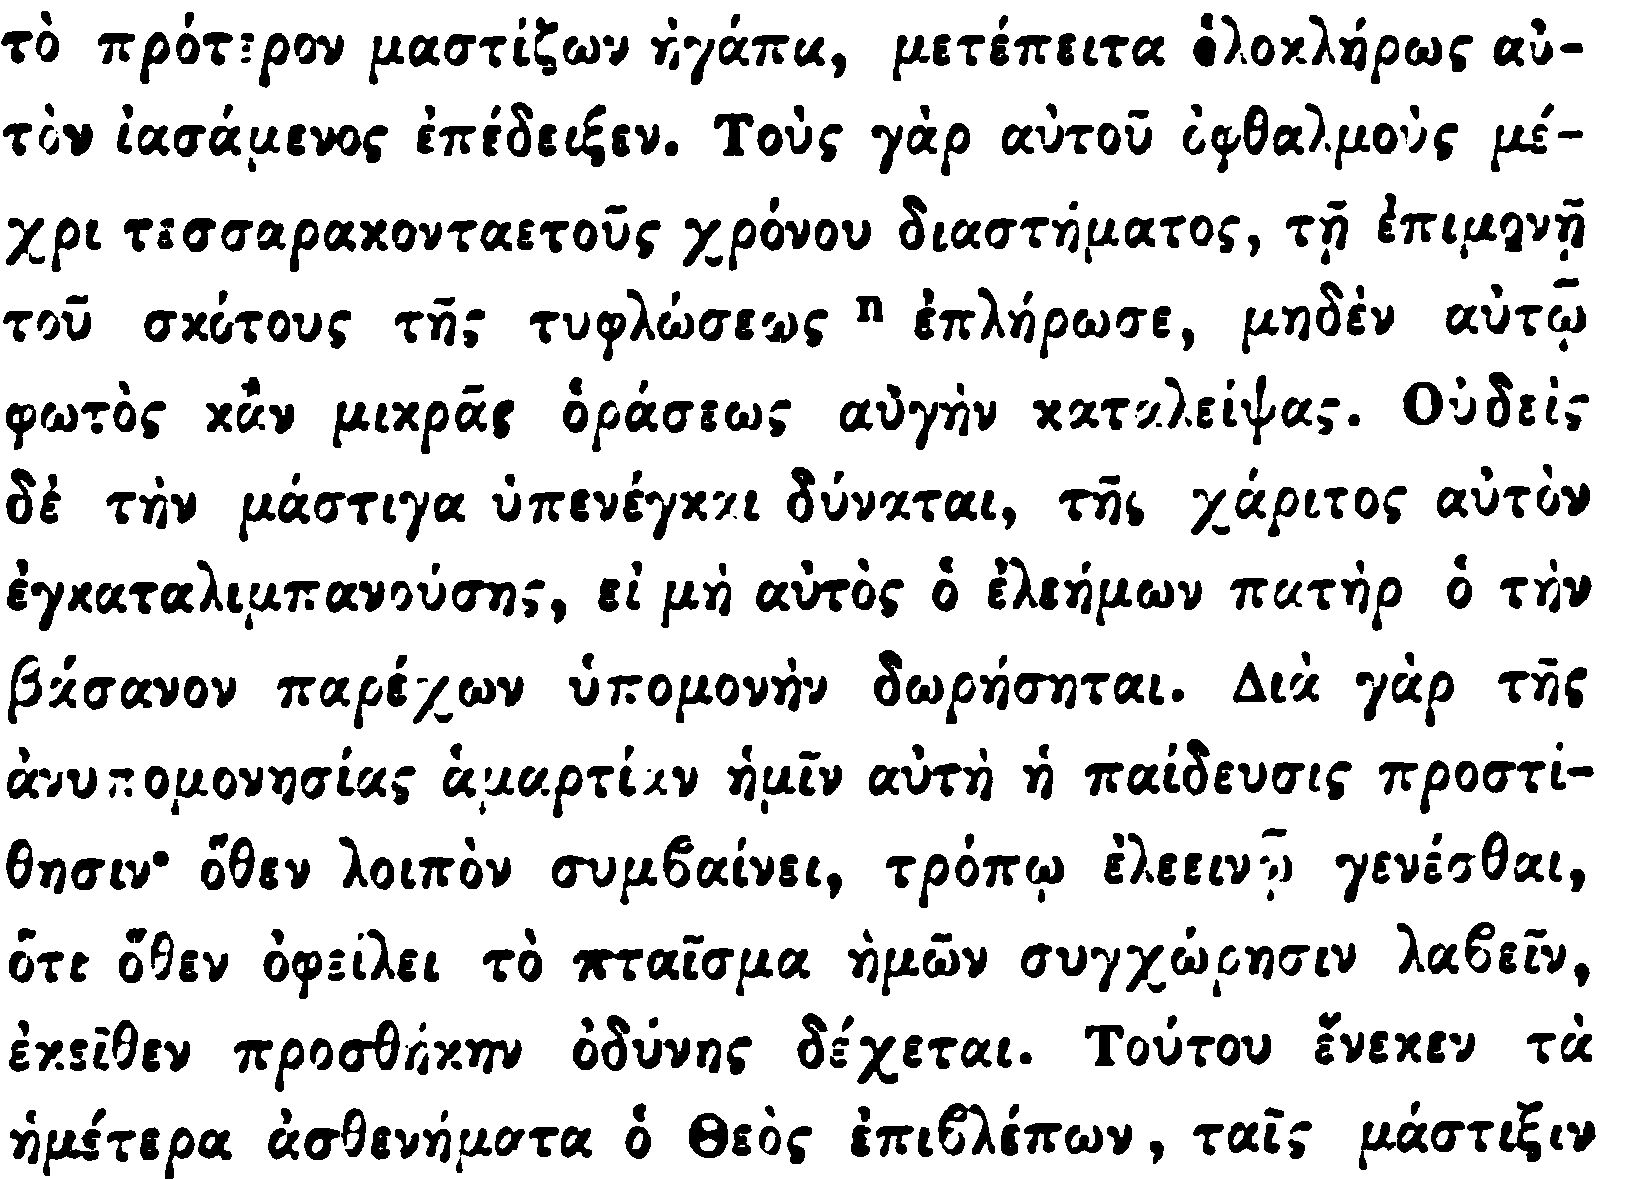 τὸ πρότερον μαστίζων ἠγάπα, μετέπειτα ὁλοκλήρως αὐ-
τὸν ἰασάμενος ἐπέδειξεν. Τοὺς γὰρ αὐτοῦ ὀφθαλμοὺς μέ-
χρι τεσσαρακονταετοῦς χρόνου διαστήματος, τῇ ἐπιμονῇ
τοῦ σκότους τῆς τυφλώσεως ⁿ ἐπλήρωσε, μηδὲν αὐτῷ
φωτὸς κἂν μικρᾶς ὁράσεως αὐγὴν καταλείψας. Οὐδεὶς
δὲ τὴν μάστιγα ὑπενέγκαι δύναται, τῆς χάριτος αὐτὸν
ἐγκαταλιμπανούσης, εἰ μὴ αὐτὸς ὁ ἐλεήμων πατὴρ ὁ τὴν
βάσανον παρέχων ὑπομονὴν δωρήσηται. Διὰ γὰρ τῆς
ἀνυπομονησίας ἁμαρτίαν ἡμῖν αὐτὴ ἡ παίδευσις προστί-
θησιν· ὅθεν λοιπὸν συμϐαίνει, τρόπῳ ἐλεεινῷ γενέσθαι,
ὅτι ὅθεν ὀφείλει τὸ πταῖσμα ἡμῶν συγχώρησιν λαϐεῖν,
ἐκεῖθεν προσθήκην ὀδύνης δέχεται. Τούτου ἕνεκεν τὰ
ἡμέτερα ἀσθενήματα ὁ Θεὸς ἐπιϐλέπων, ταῖς μάστιξιν